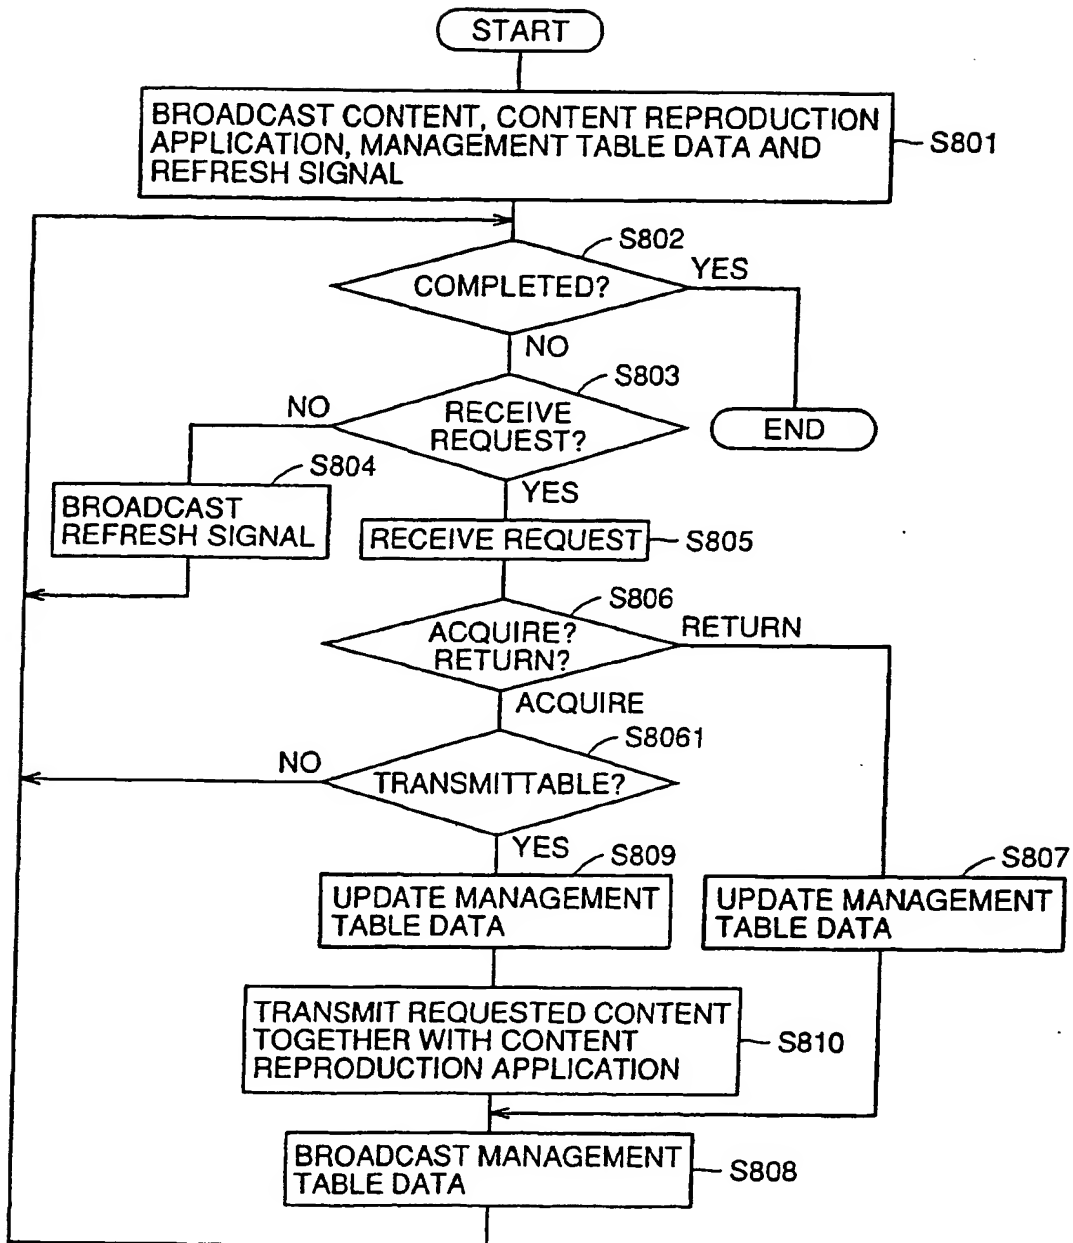 START
BROADCAST CONTENT, CONTENT REPRODUCTION
APPLICATION, MANAGEMENT TABLE DATA AND
REFRESH SIGNAL
S801
S802
COMPLETED?
YES
NO
S803
NO
RECEIVE
REQUEST?
END
S804
YES
BROADCAST
REFRESH SIGNAL
RECEIVE REQUEST
S805
S806
ACQUIRE?
RETURN?
RETURN
ACQUIRE
S8061
NO
TRANSMITTABLE?
YES
S809
S807
UPDATE MANAGEMENT
TABLE DATA
UPDATE MANAGEMENT
TABLE DATA
TRANSMIT REQUESTED CONTENT
TOGETHER WITH CONTENT
REPRODUCTION APPLICATION
S810
BROADCAST MANAGEMENT
TABLE DATA
S808